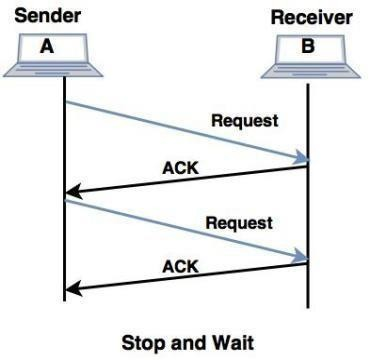 Sender
Receiver
A
B
Request
ACK
Request
ACK
Stop and Wait